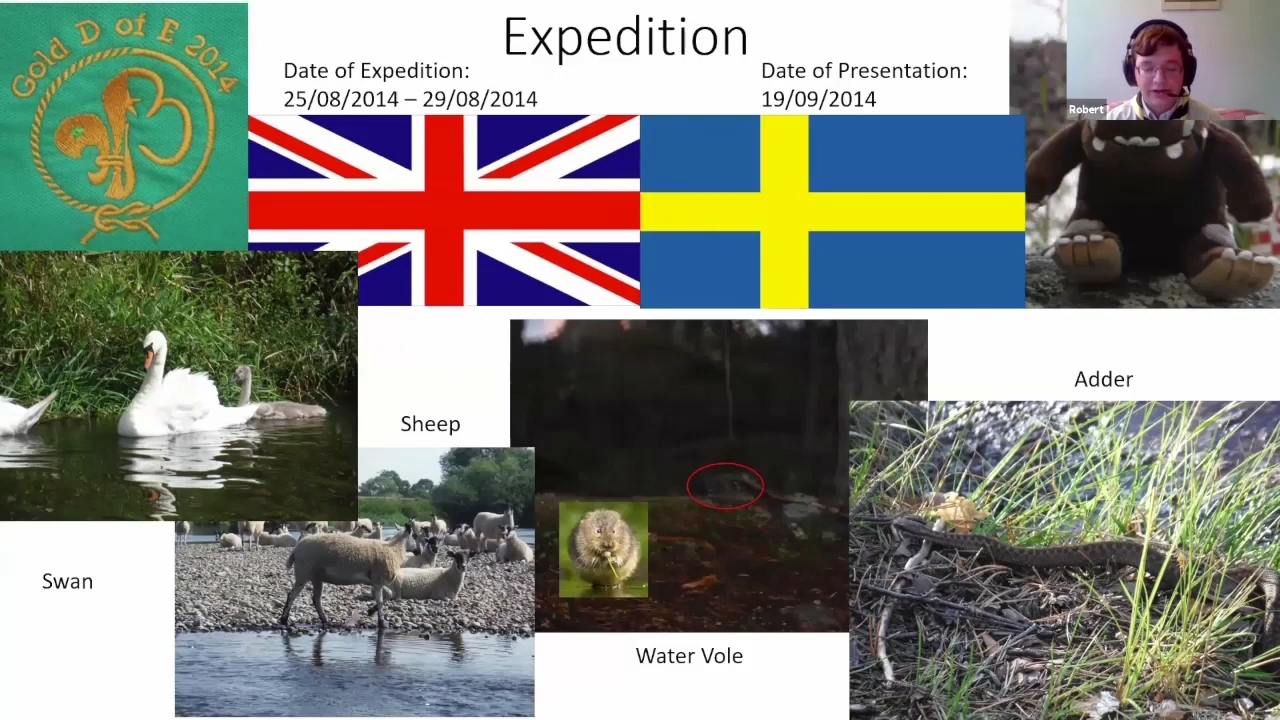 Gold D of E 2014
Expedition
Date of Expedition:
25/08/2014 – 29/08/2014
Date of Presentation:
19/09/2014
Robert
Adder
Sheep
Swan
Water Vole